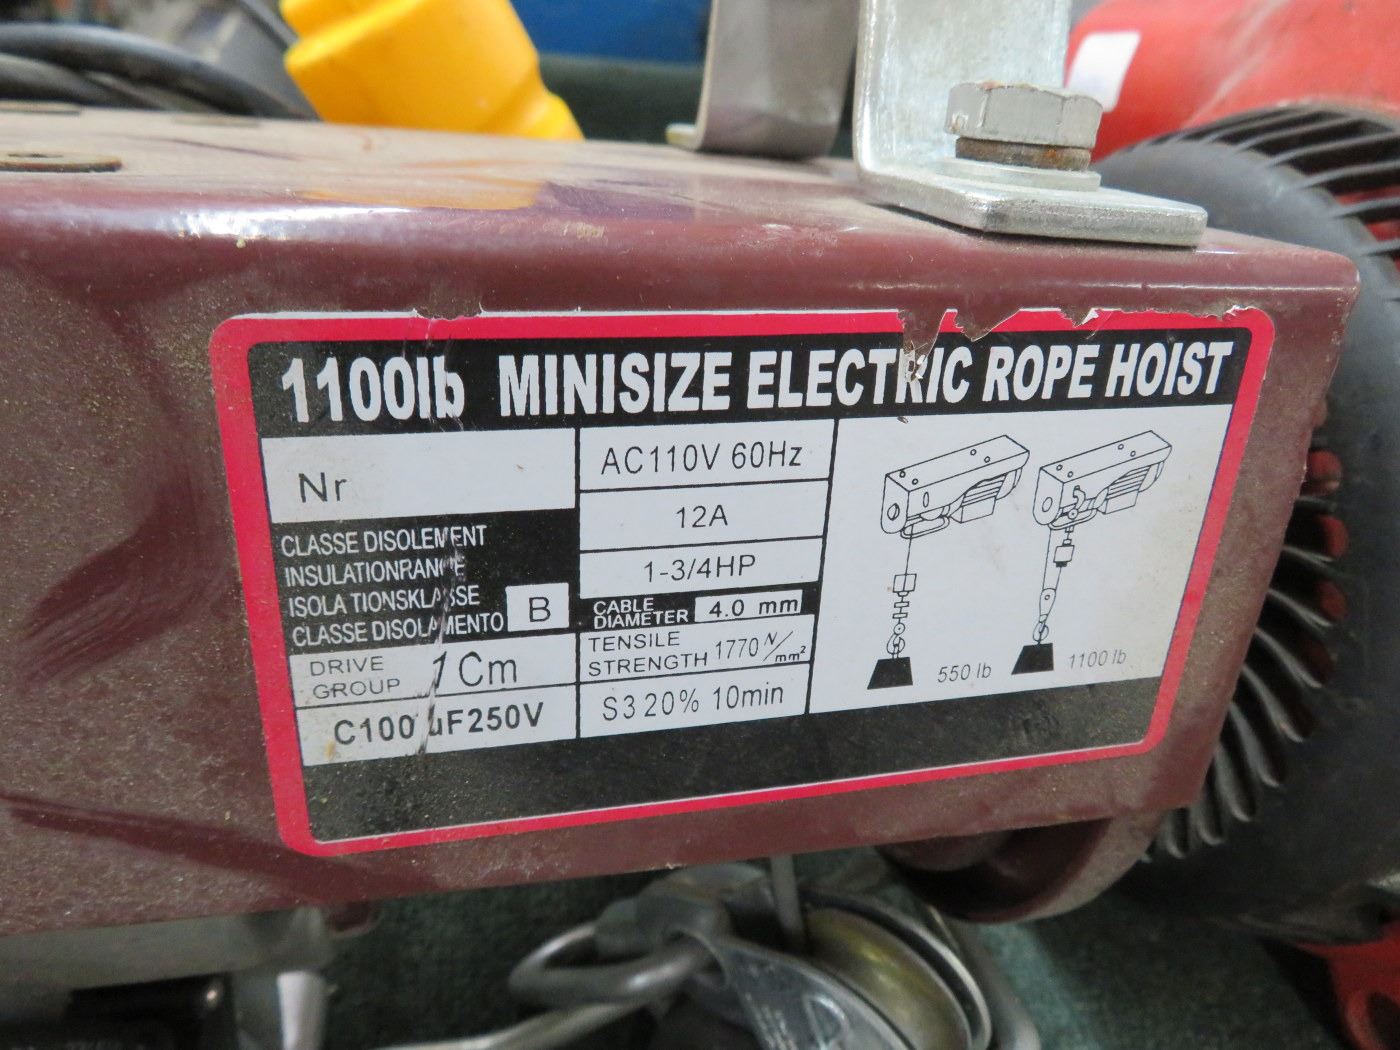 1100lb MINISIZE ELECTRIC ROPE HOIST
Nr
CLASSE DISOLEMENT
INSULATIONRANGE
ISOLATIONSKLASSE
CLASSE DISOLAMENTO B
DRIVE GROUP 1Cm
C100 uF250V
AC110V 60Hz
12A
1-3/4HP
CABLE DIAMETER 4.0 mm
TENSILE STRENGTH 1770 N/mm²
S3 20% 10min
550 lb
1100 lb